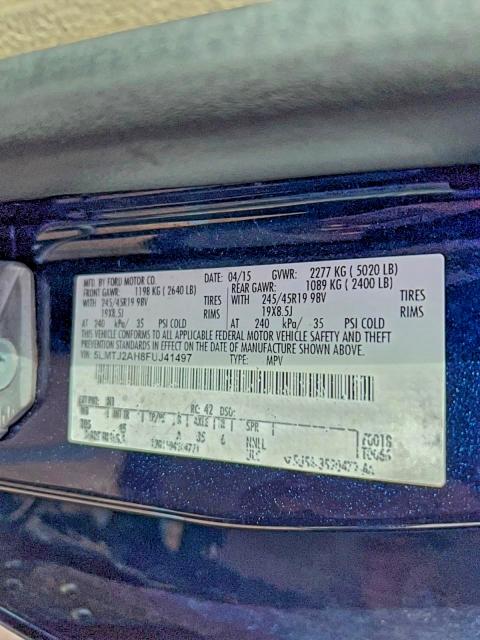 MFD. BY FORD MOTOR CO. DATE: 04/15 GVWR: 2277 KG ( 5020 LB)
FRONT GAWR: 1198 KG ( 2640 LB) REAR GAWR: 1089 KG ( 2400 LB)
WITH 245/45R19 98V TIRES WITH 245/45R19 98V TIRES
19X8.5J RIMS 19X8.5J RIMS
AT 240 kPa/ 35 PSI COLD AT 240 kPa/ 35 PSI COLD
THIS VEHICLE CONFORMS TO ALL APPLICABLE FEDERAL MOTOR VEHICLE SAFETY AND THEFT
PREVENTION STANDARDS IN EFFECT ON THE DATE OF MANUFACTURE SHOWN ABOVE.
VIN: 5LMTJ2AH8FUJ41497 TYPE: MPV
RC: 42 DSO:
SPR